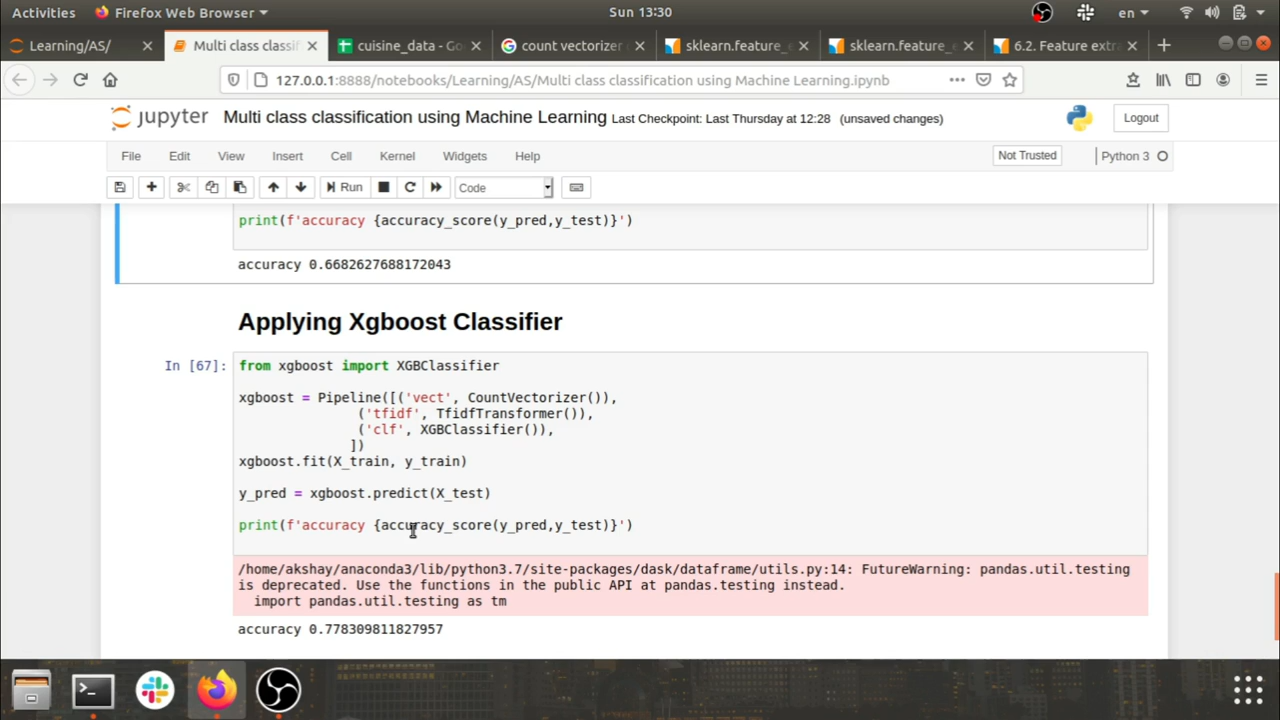 Activities Firefox Web Browser Sun 13:30 en
Learning/AS/ Multi class classifi cuisine_data - Go count vectorizer sklearn.feature_e sklearn.feature_e 6.2. Feature extra
127.0.0.1:8888/notebooks/Learning/AS/Multi class classification using Machine Learning.ipynb
jupyter Multi class classification using Machine Learning Last Checkpoint: Last Thursday at 12:28 (unsaved changes) Logout
File Edit View Insert Cell Kernel Widgets Help Not Trusted Python 3
Run Code
print(f'accuracy {accuracy_score(y_pred,y_test)}')
accuracy 0.6682627688172043
Applying Xgboost Classifier
In [67]: from xgboost import XGBClassifier
xgboost = Pipeline([('vect', CountVectorizer()),
('tfidf', TfidfTransformer()),
('clf', XGBClassifier()),
])
xgboost.fit(X_train, y_train)
y_pred = xgboost.predict(X_test)
print(f'accuracy {accuracy_score(y_pred,y_test)}')
/home/akshay/anaconda3/lib/python3.7/site-packages/dask/dataframe/utils.py:14: FutureWarning: pandas.util.testing
is deprecated. Use the functions in the public API at pandas.testing instead.
import pandas.util.testing as tm
accuracy 0.778309811827957